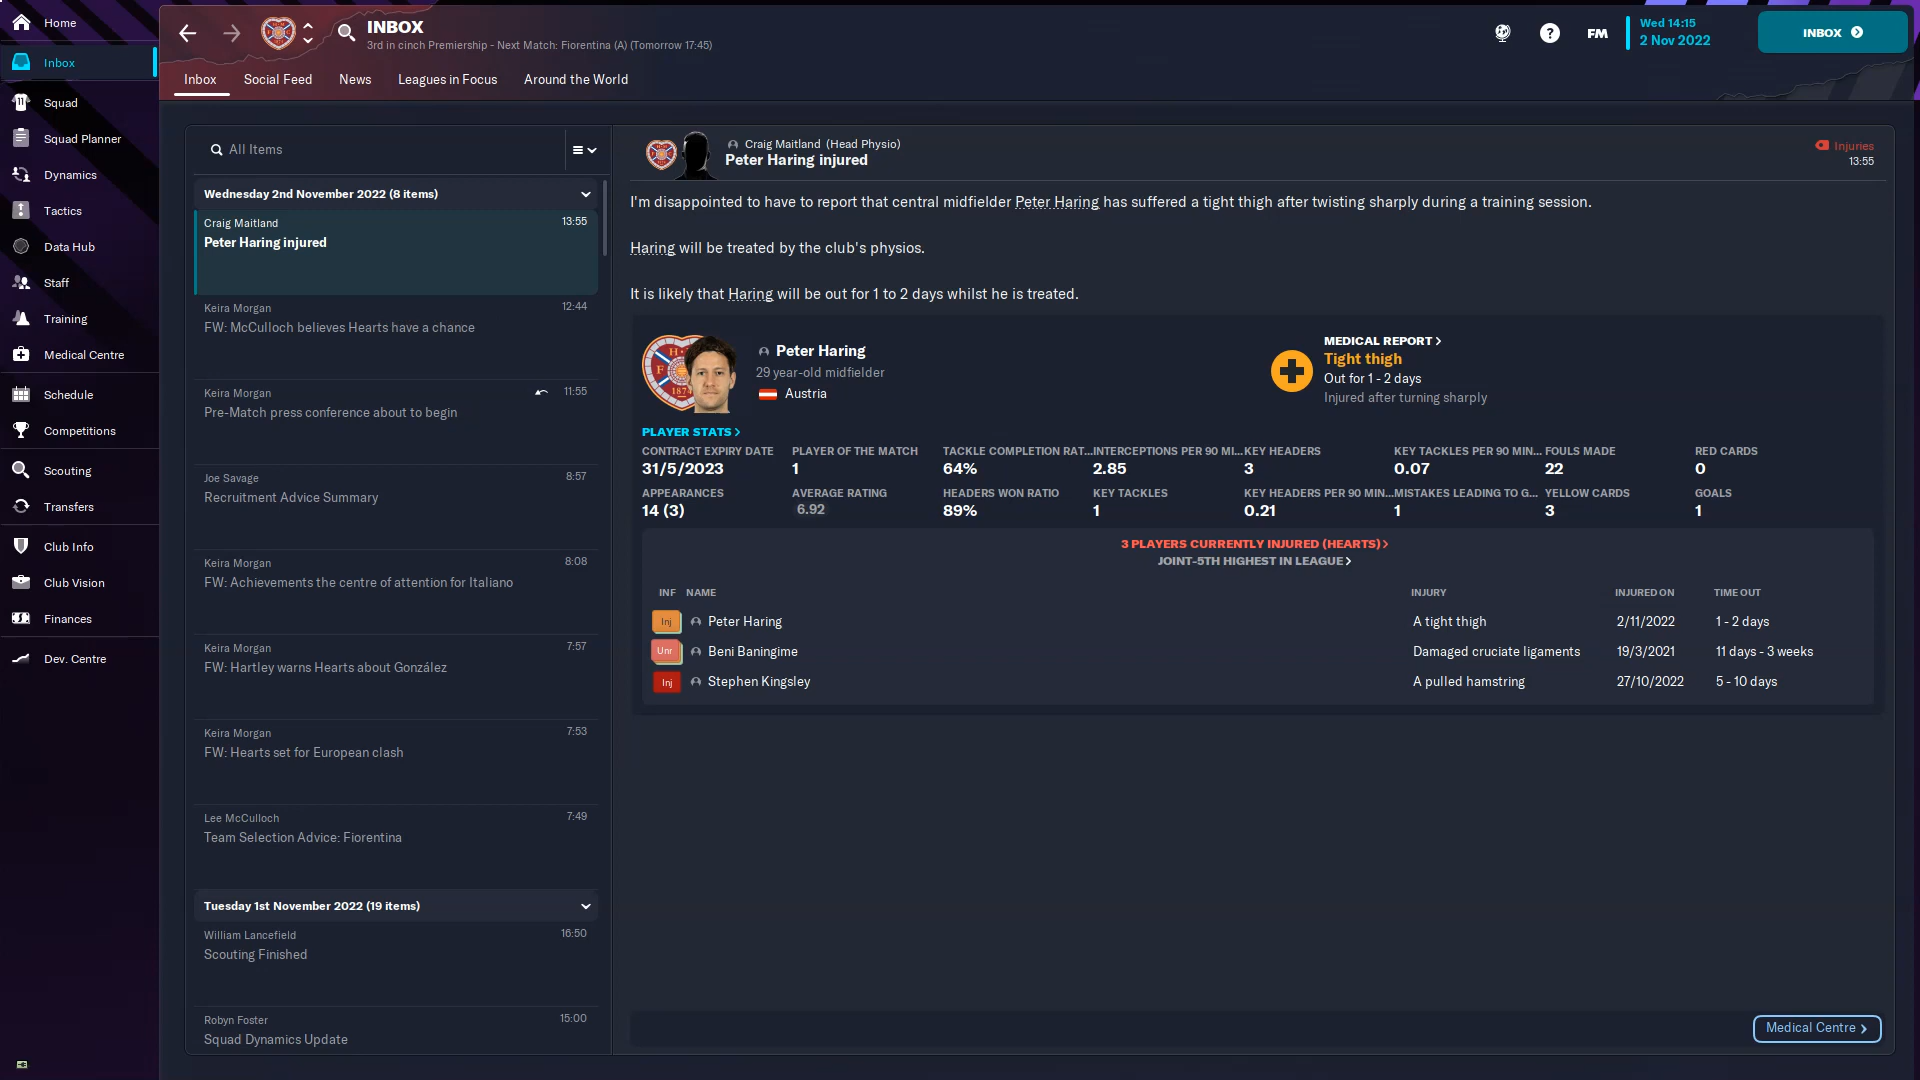 Home
Inbox
Squad
Squad Planner
Dynamics
Tactics
Data Hub
Staff
Training
Medical Centre
Schedule
Competitions
Scouting
Transfers
Club Info
Club Vision
Finances
Dev. Centre
INBOX
3rd in cinch Premiership - Next Match: Fiorentina (A) (Tomorrow 17:45)
?
FM
Wed 14:15
2 Nov 2022
INBOX
Inbox Social Feed News Leagues in Focus Around the World
All Items
Wednesday 2nd November 2022 (8 items)
Craig Maitland 13:55
Peter Haring injured
Keira Morgan 12:44
FW: McCulloch believes Hearts have a chance
Keira Morgan 11:55
Pre-Match press conference about to begin
Joe Savage 8:57
Recruitment Advice Summary
Keira Morgan 8:08
FW: Achievements the centre of attention for Italiano
Keira Morgan 7:57
FW: Hartley warns Hearts about González
Keira Morgan 7:53
FW: Hearts set for European clash
Lee McCulloch 7:49
Team Selection Advice: Fiorentina
Tuesday 1st November 2022 (19 items)
William Lancefield 16:50
Scouting Finished
Robyn Foster 15:00
Squad Dynamics Update
Craig Maitland (Head Physio)
Peter Haring injured
Injuries
13:55
I'm disappointed to have to report that central midfielder Peter Haring has suffered a tight thigh after twisting sharply during a training session.
Haring will be treated by the club's physios.
It is likely that Haring will be out for 1 to 2 days whilst he is treated.
Peter Haring
29 year-old midfielder
Austria
MEDICAL REPORT
Tight thigh
Out for 1 - 2 days
Injured after turning sharply
PLAYER STATS
CONTRACT EXPIRY DATE PLAYER OF THE MATCH TACKLE COMPLETION RAT... INTERCEPTIONS PER 90 MI... KEY HEADERS KEY TACKLES PER 90 MIN... FOULS MADE RED CARDS
31/5/2023 1 64% 2.85 3 0.07 22 0
APPEARANCES AVERAGE RATING HEADERS WON RATIO KEY TACKLES KEY HEADERS PER 90 MIN... MISTAKES LEADING TO G... YELLOW CARDS GOALS
14 (3) 6.92 89% 1 0.21 1 3 1
3 PLAYERS CURRENTLY INJURED (HEARTS)
JOINT-5TH HIGHEST IN LEAGUE
INF NAME INJURY INJURED ON TIME OUT
Inj Peter Haring A tight thigh 2/11/2022 1 - 2 days
Unr Beni Baningime Damaged cruciate ligaments 19/3/2021 11 days - 3 weeks
Inj Stephen Kingsley A pulled hamstring 27/10/2022 5 - 10 days
Medical Centre